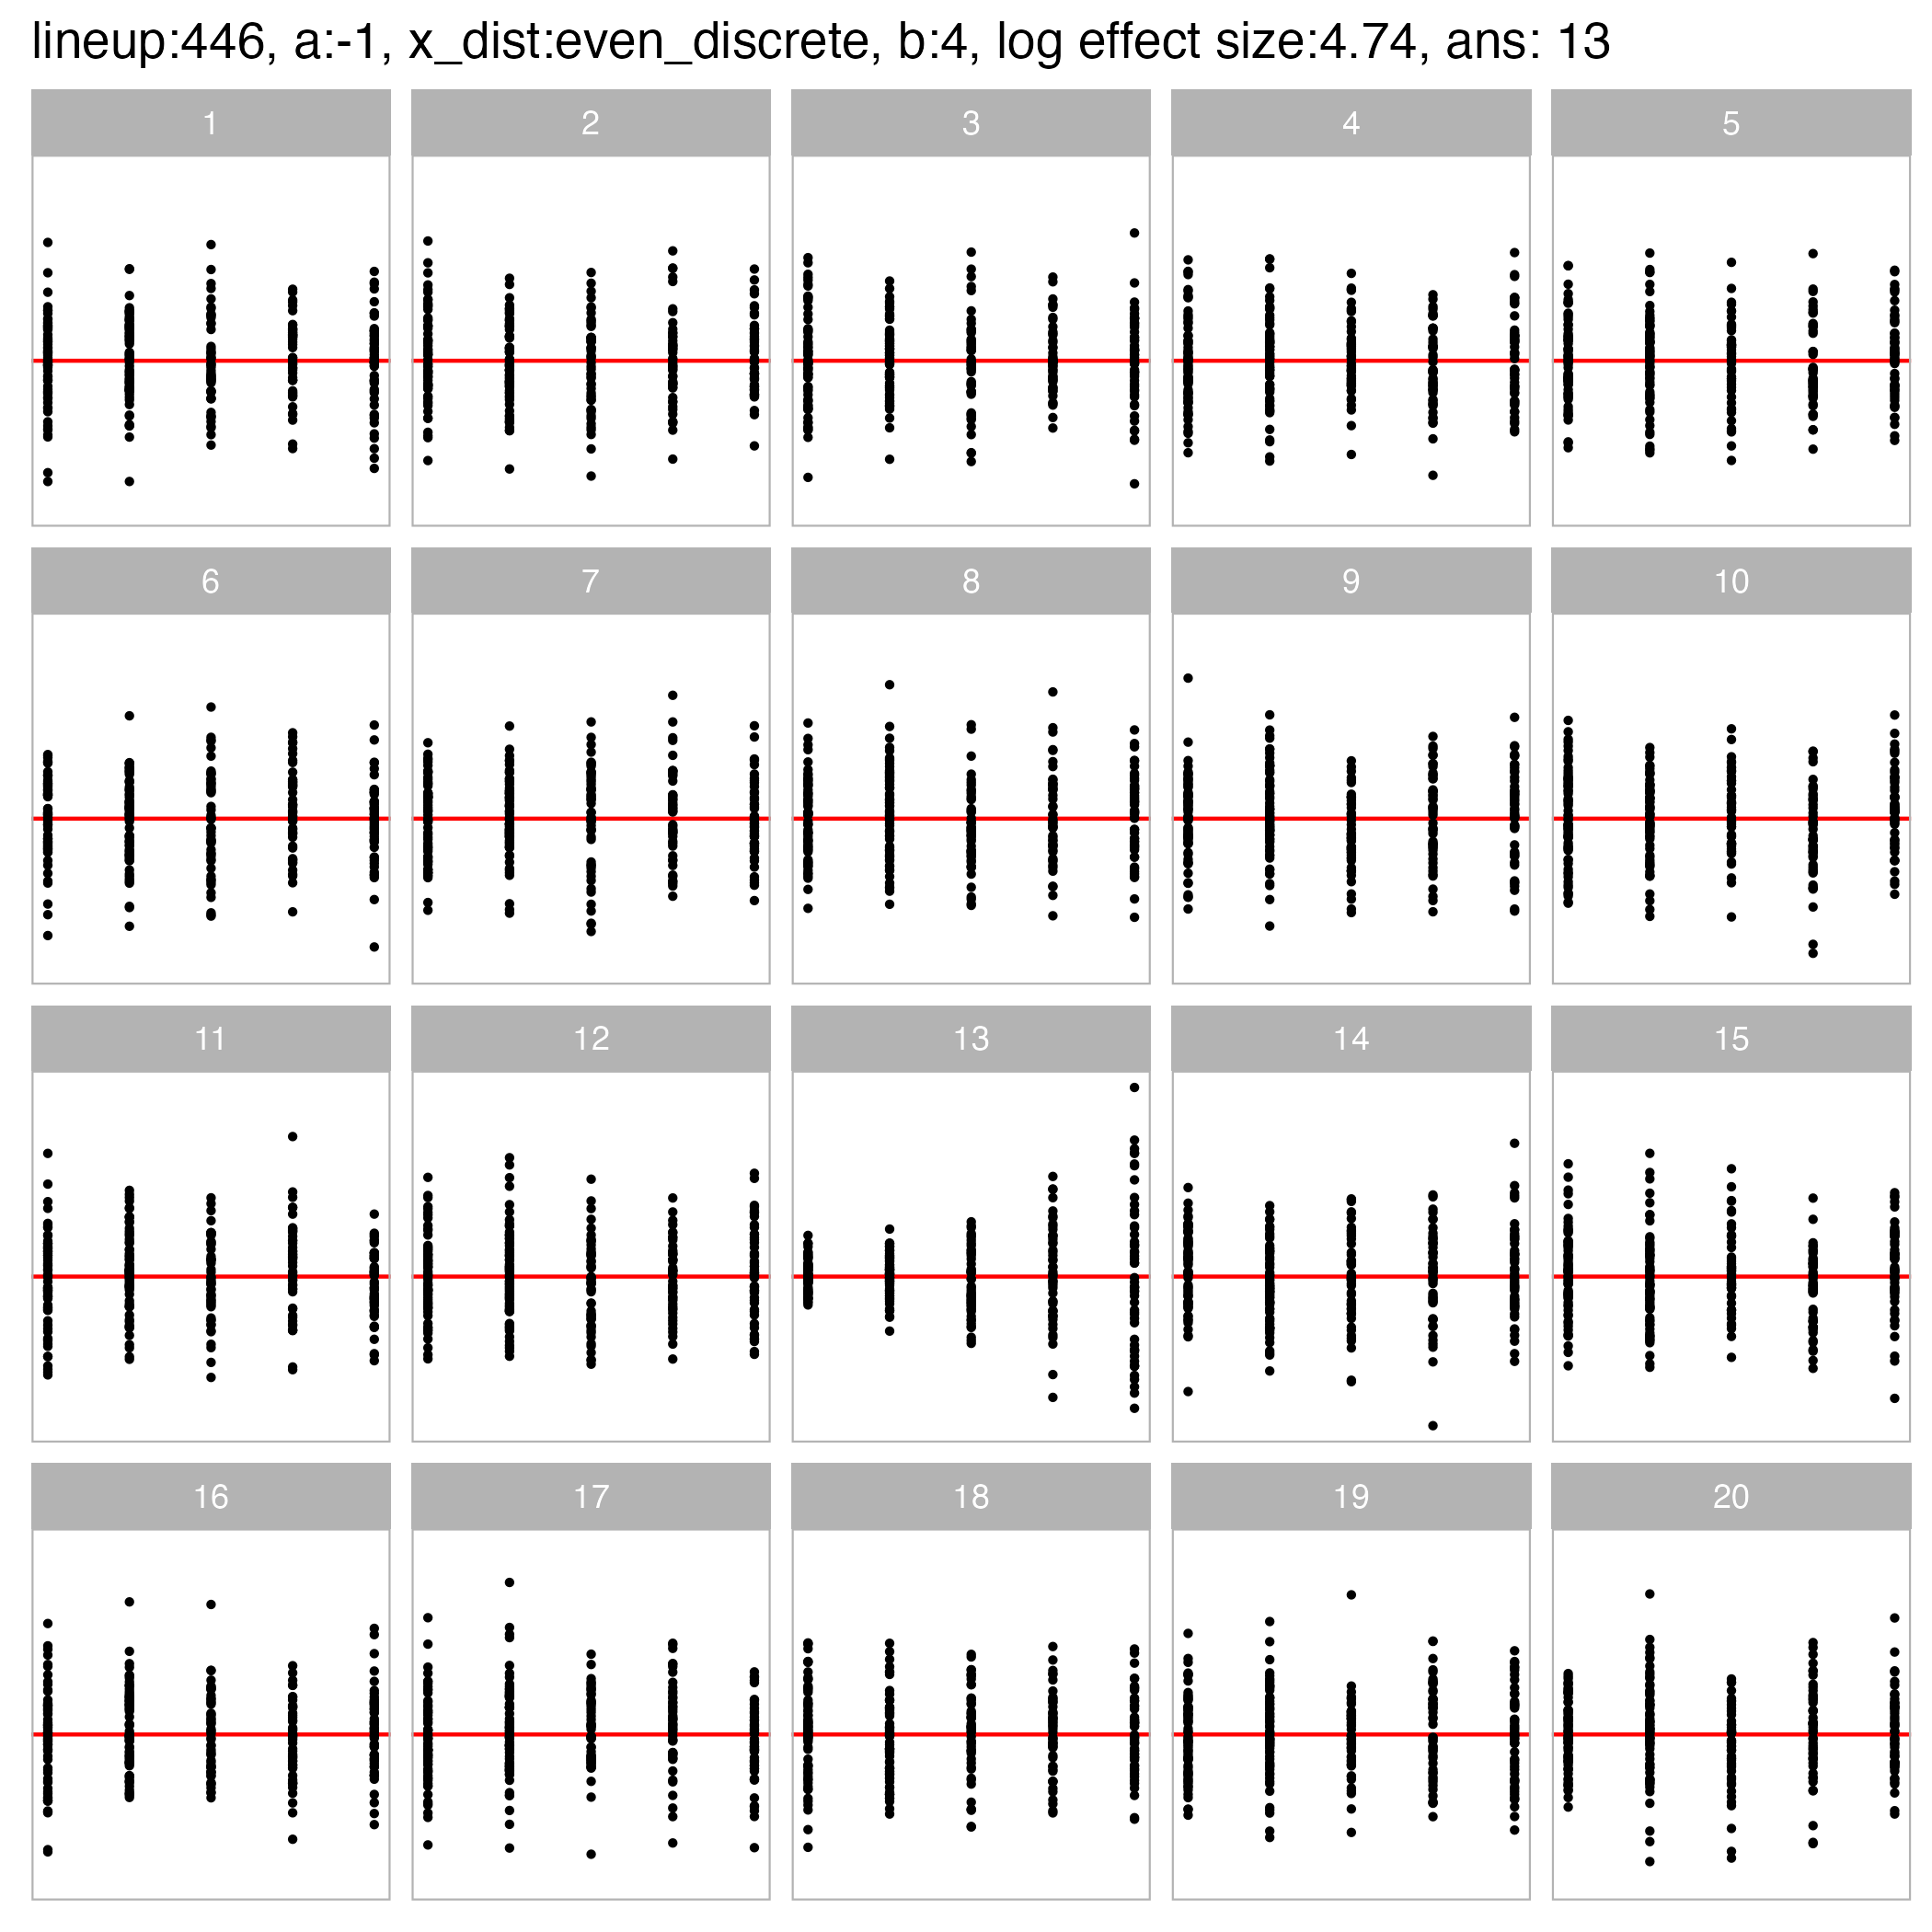 lineup:446, a:-1, x_dist:even_discrete, b:4, log effect size:4.74, ans: 13
1 2 3 4 5
6 7 8 9 10
11 12 13 14 15
16 17 18 19 20